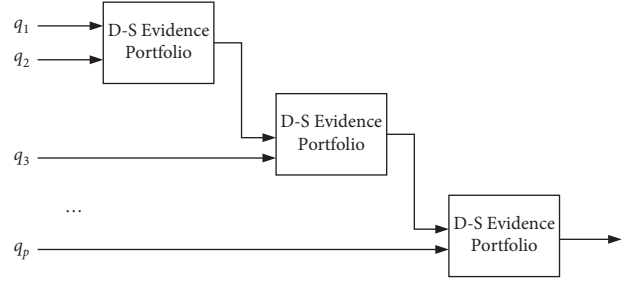 q1
D-S Evidence
Portfolio
q2
D-S Evidence
Portfolio
q3
...
D-S Evidence
Portfolio
qp